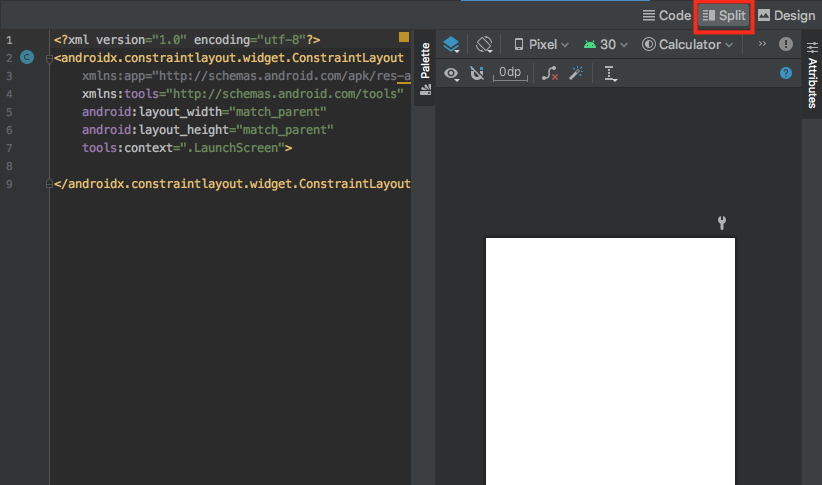 Code Split Design
1 <?xml version="1.0" encoding="utf-8"?>
2 C <androidx.constraintlayout.widget.ConstraintLayout
3 xmlns:app="http://schemas.android.com/apk/res-a
4 xmlns:tools="http://schemas.android.com/tools"
5 android:layout_width="match_parent"
6 android:layout_height="match_parent"
7 tools:context=".LaunchScreen">
8
9 </androidx.constraintlayout.widget.ConstraintLayout
Palette
Pixel 30 Calculator »
0dp ?
Attributes